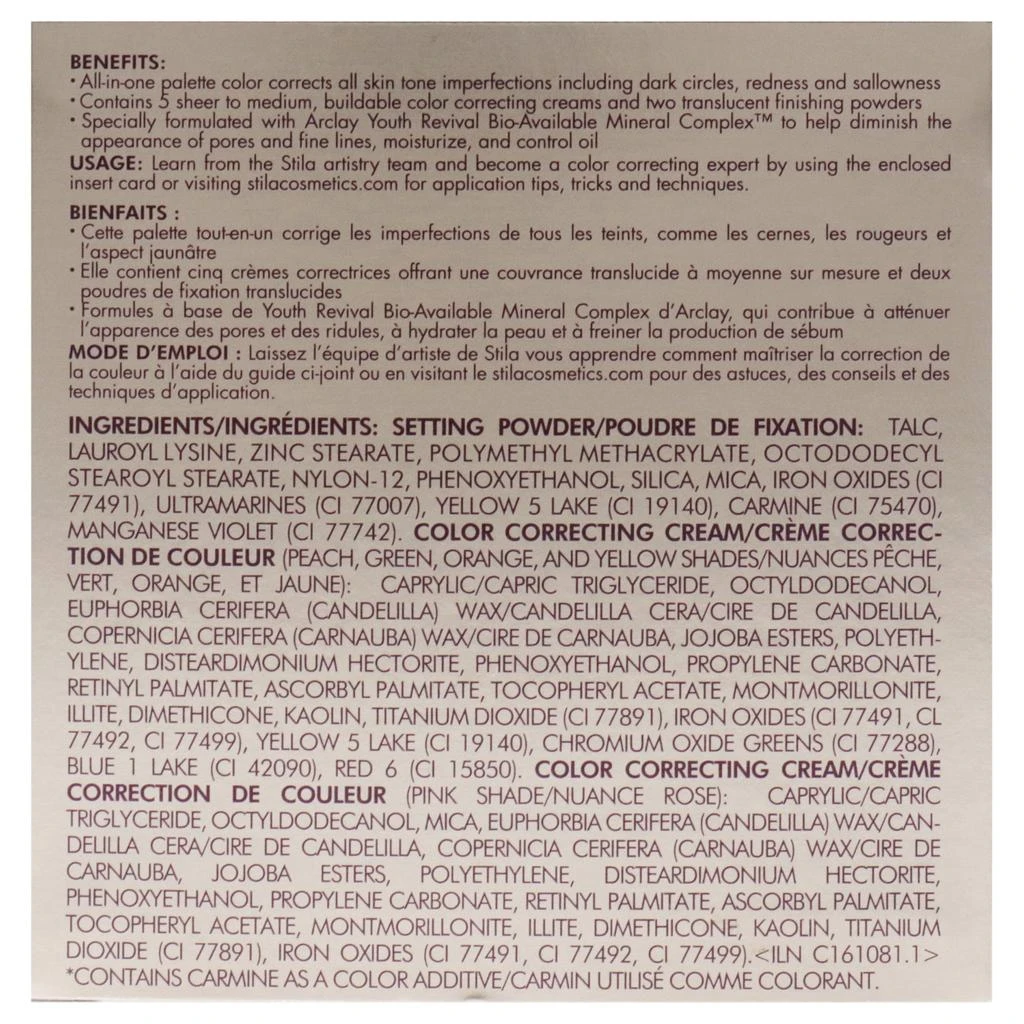 BENEFITS:
• All-in-one palette color corrects all skin tone imperfections including dark circles, redness and sallowness
• Contains 5 sheer to medium, buildable color correcting creams and two translucent finishing powders
• Specially formulated with Arclay Youth Revival Bio-Available Mineral Complex™ to help diminish the
appearance of pores and fine lines, moisturize, and control oil
USAGE: Learn from the Stila artistry team and become a color correcting expert by using the enclosed
insert card or visiting stilacosmetics.com for application tips, tricks and techniques.
BIENFAITS :
• Cette palette tout-en-un corrige les imperfections de tous les teints, comme les cernes, les rougeurs et
l'aspect jaunâtre
• Elle contient cinq crèmes correctrices offrant une couvrance translucide à moyenne sur mesure et deux
poudres de fixation translucides
• Formules à base de Youth Revival Bio-Available Mineral Complex d'Arclay, qui contribue à atténuer
l'apparence des pores et des ridules, à hydrater la peau et à freiner la production de sébum
MODE D'EMPLOI : Laissez l'équipe d'artiste de Stila vous apprendre comment maîtriser la correction de
la couleur à l'aide du guide ci-joint ou en visitant le stilacosmetics.com pour des astuces, des conseils et des
techniques d'application.
INGREDIENTS/INGRÉDIENTS: SETTING POWDER/POUDRE DE FIXATION: TALC,
LAUROYL LYSINE, ZINC STEARATE, POLYMETHYL METHACRYLATE, OCTODODECYL
STEAROYL STEARATE, NYLON-12, PHENOXYETHANOL, SILICA, MICA, IRON OXIDES (CI
77491), ULTRAMARINES (CI 77007), YELLOW 5 LAKE (CI 19140), CARMINE (CI 75470),
MANGANESE VIOLET (CI 77742). COLOR CORRECTING CREAM/CRÈME CORREC-
TION DE COULEUR (PEACH, GREEN, ORANGE, AND YELLOW SHADES/NUANCES PÊCHE,
VERT, ORANGE, ET JAUNE): CAPRYLIC/CAPRIC TRIGLYCERIDE, OCTYLDODECANOL,
EUPHORBIA CERIFERA (CANDELILLA) WAX/CANDELILLA CERA/CIRE DE CANDELILLA,
COPERNICIA CERIFERA (CARNAUBA) WAX/CIRE DE CARNAUBA, JOJOBA ESTERS, POLYETH-
YLENE, DISTEARDIMONIUM HECTORITE, PHENOXYETHANOL, PROPYLENE CARBONATE,
RETINYL PALMITATE, ASCORBYL PALMITATE, TOCOPHERYL ACETATE, MONTMORILLONITE,
ILLITE, DIMETHICONE, KAOLIN, TITANIUM DIOXIDE (CI 77891), IRON OXIDES (CI 77491, CL
77492, CI 77499), YELLOW 5 LAKE (CI 19140), CHROMIUM OXIDE GREENS (CI 77288),
BLUE 1 LAKE (CI 42090), RED 6 (CI 15850). COLOR CORRECTING CREAM/CRÈME
CORRECTION DE COULEUR (PINK SHADE/NUANCE ROSE): CAPRYLIC/CAPRIC
TRIGLYCERIDE, OCTYLDODECANOL, MICA, EUPHORBIA CERIFERA (CANDELILLA) WAX/CAN-
DELILLA CERA/CIRE DE CANDELILLA, COPERNICIA CERIFERA (CARNAUBA) WAX/CIRE DE
CARNAUBA, JOJOBA ESTERS, POLYETHYLENE, DISTEARDIMONIUM HECTORITE,
PHENOXYETHANOL, PROPYLENE CARBONATE, RETINYL PALMITATE, ASCORBYL PALMITATE,
TOCOPHERYL ACETATE, MONTMORILLONITE, ILLITE, DIMETHICONE, KAOLIN, TITANIUM
DIOXIDE (CI 77891), IRON OXIDES (CI 77491, CI 77492, CI 77499).<ILN C161081.1>
*CONTAINS CARMINE AS A COLOR ADDITIVE/CARMIN UTILISÉ COMME COLORANT.